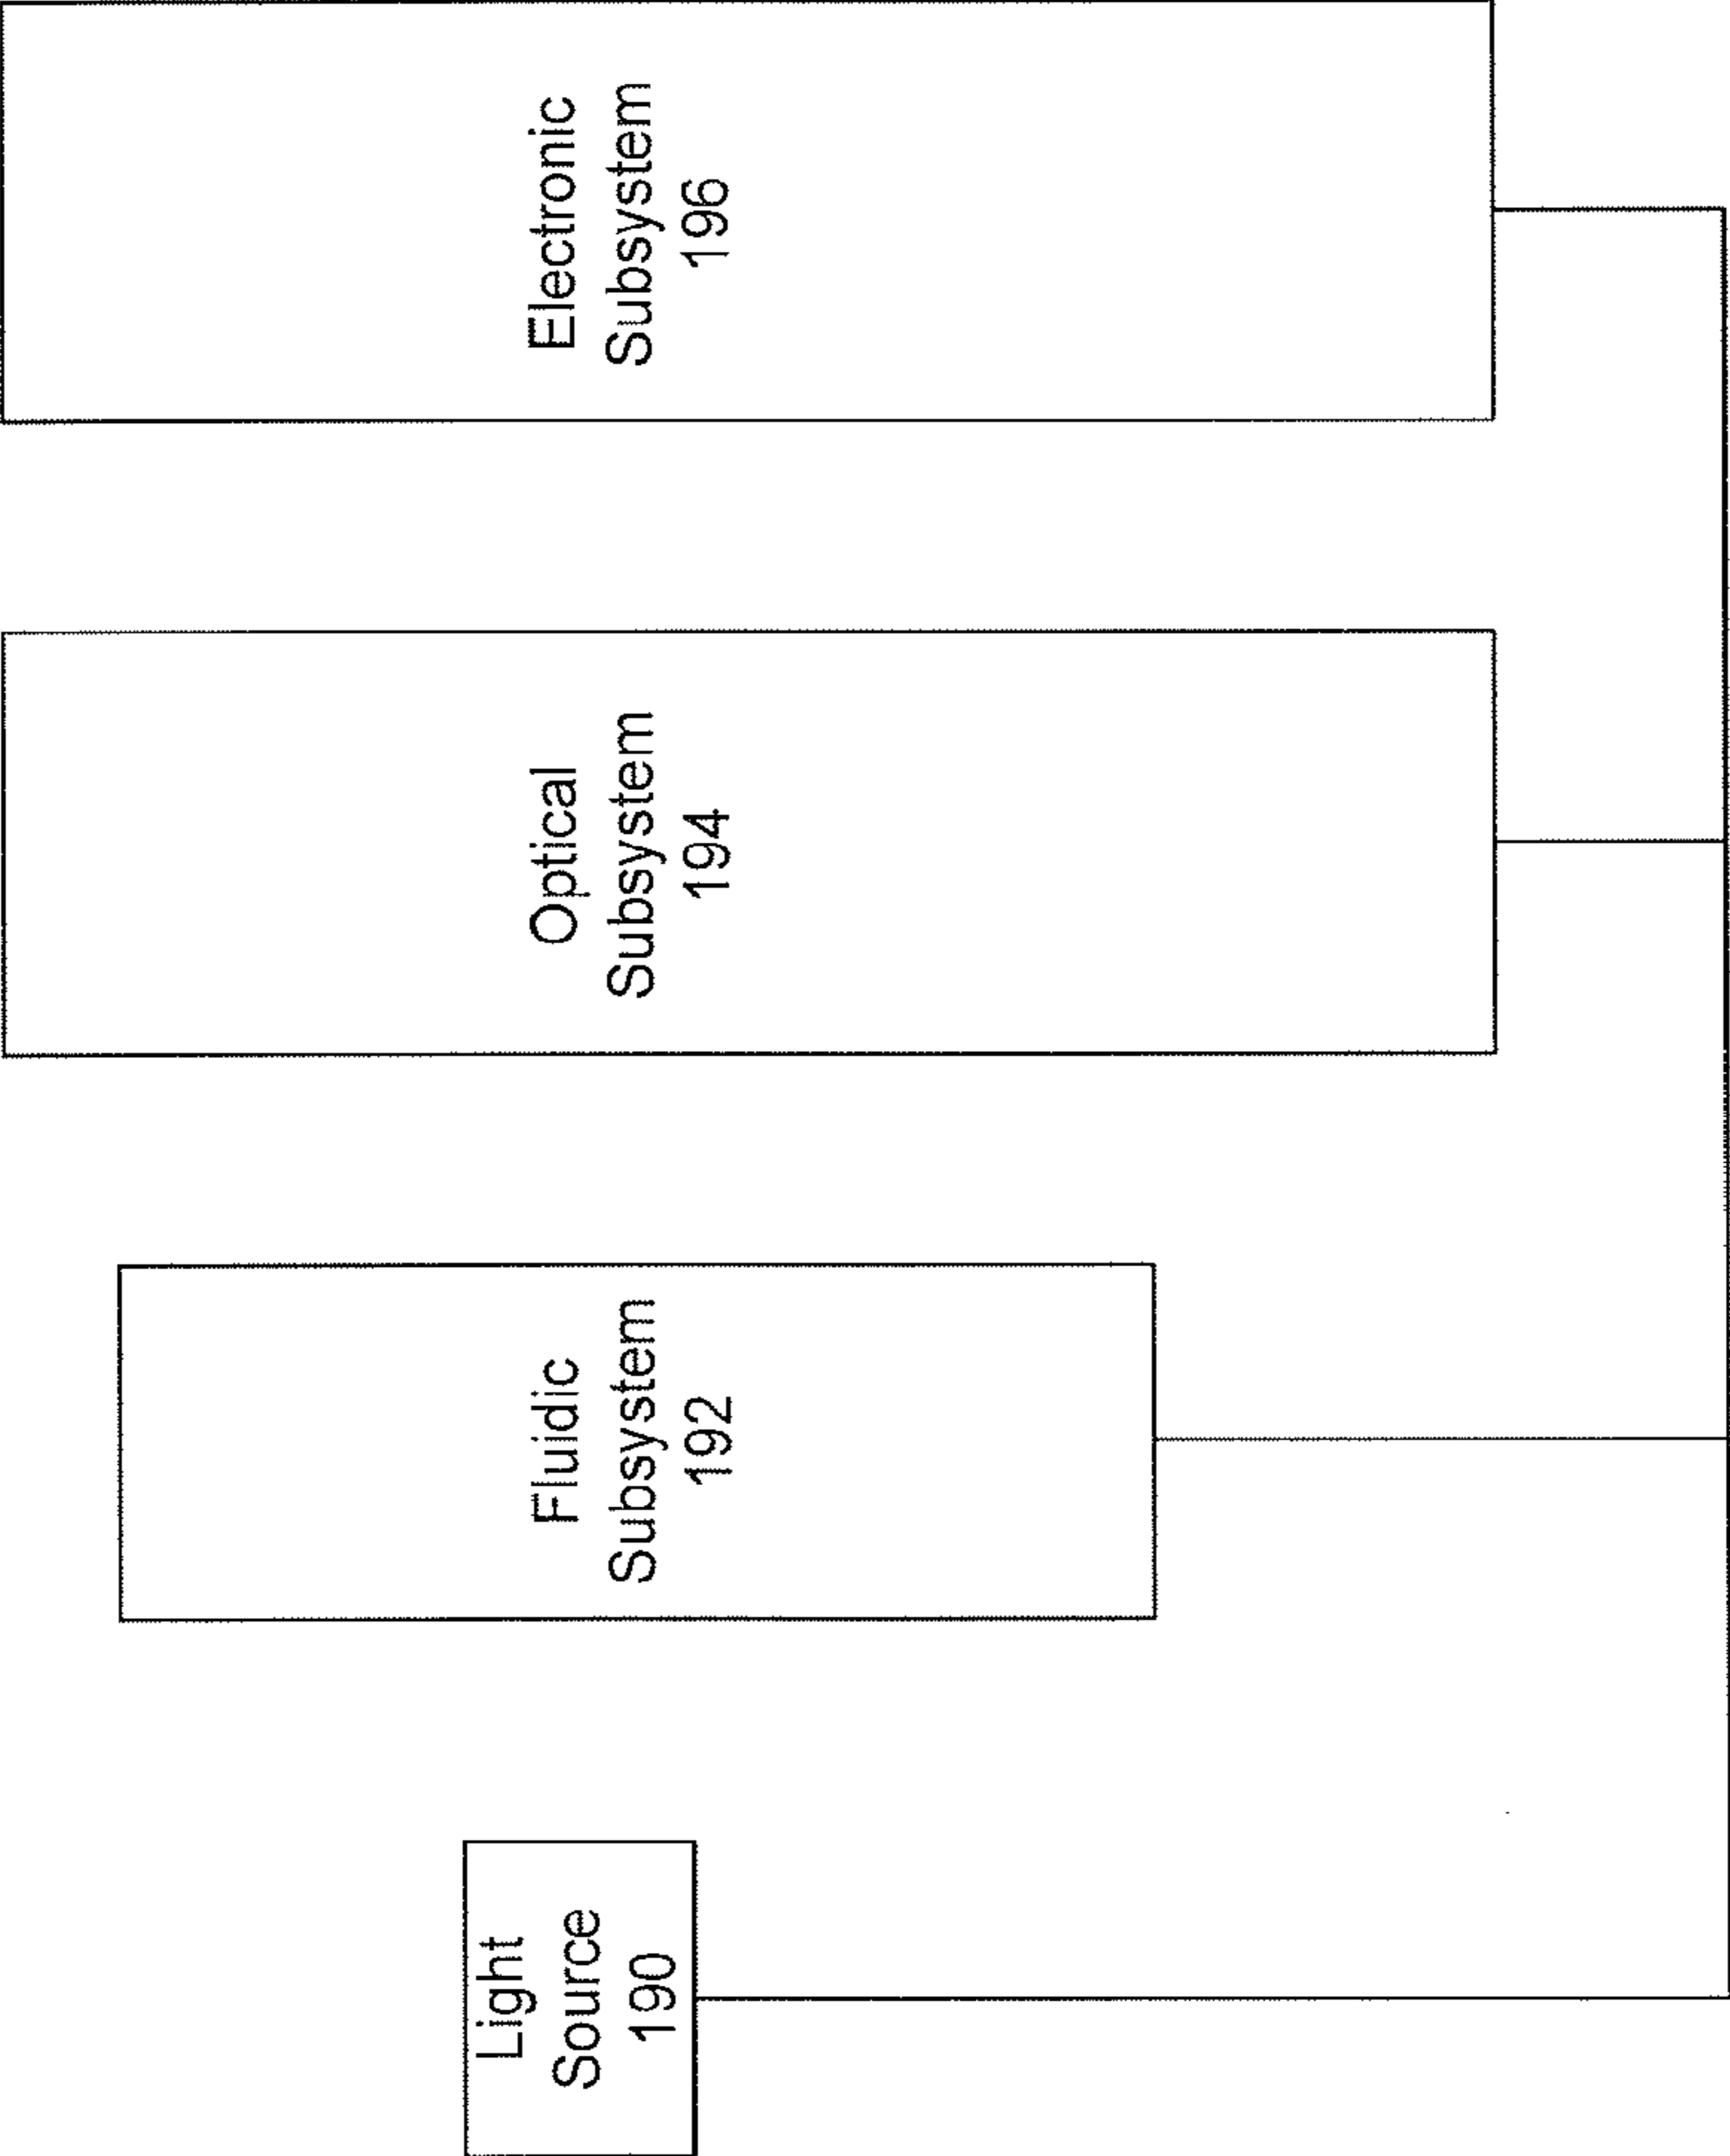 Light
Source
190
Fluidic
Subsystem
192
Optical
Subsystem
194
Electronic
Subsystem
196